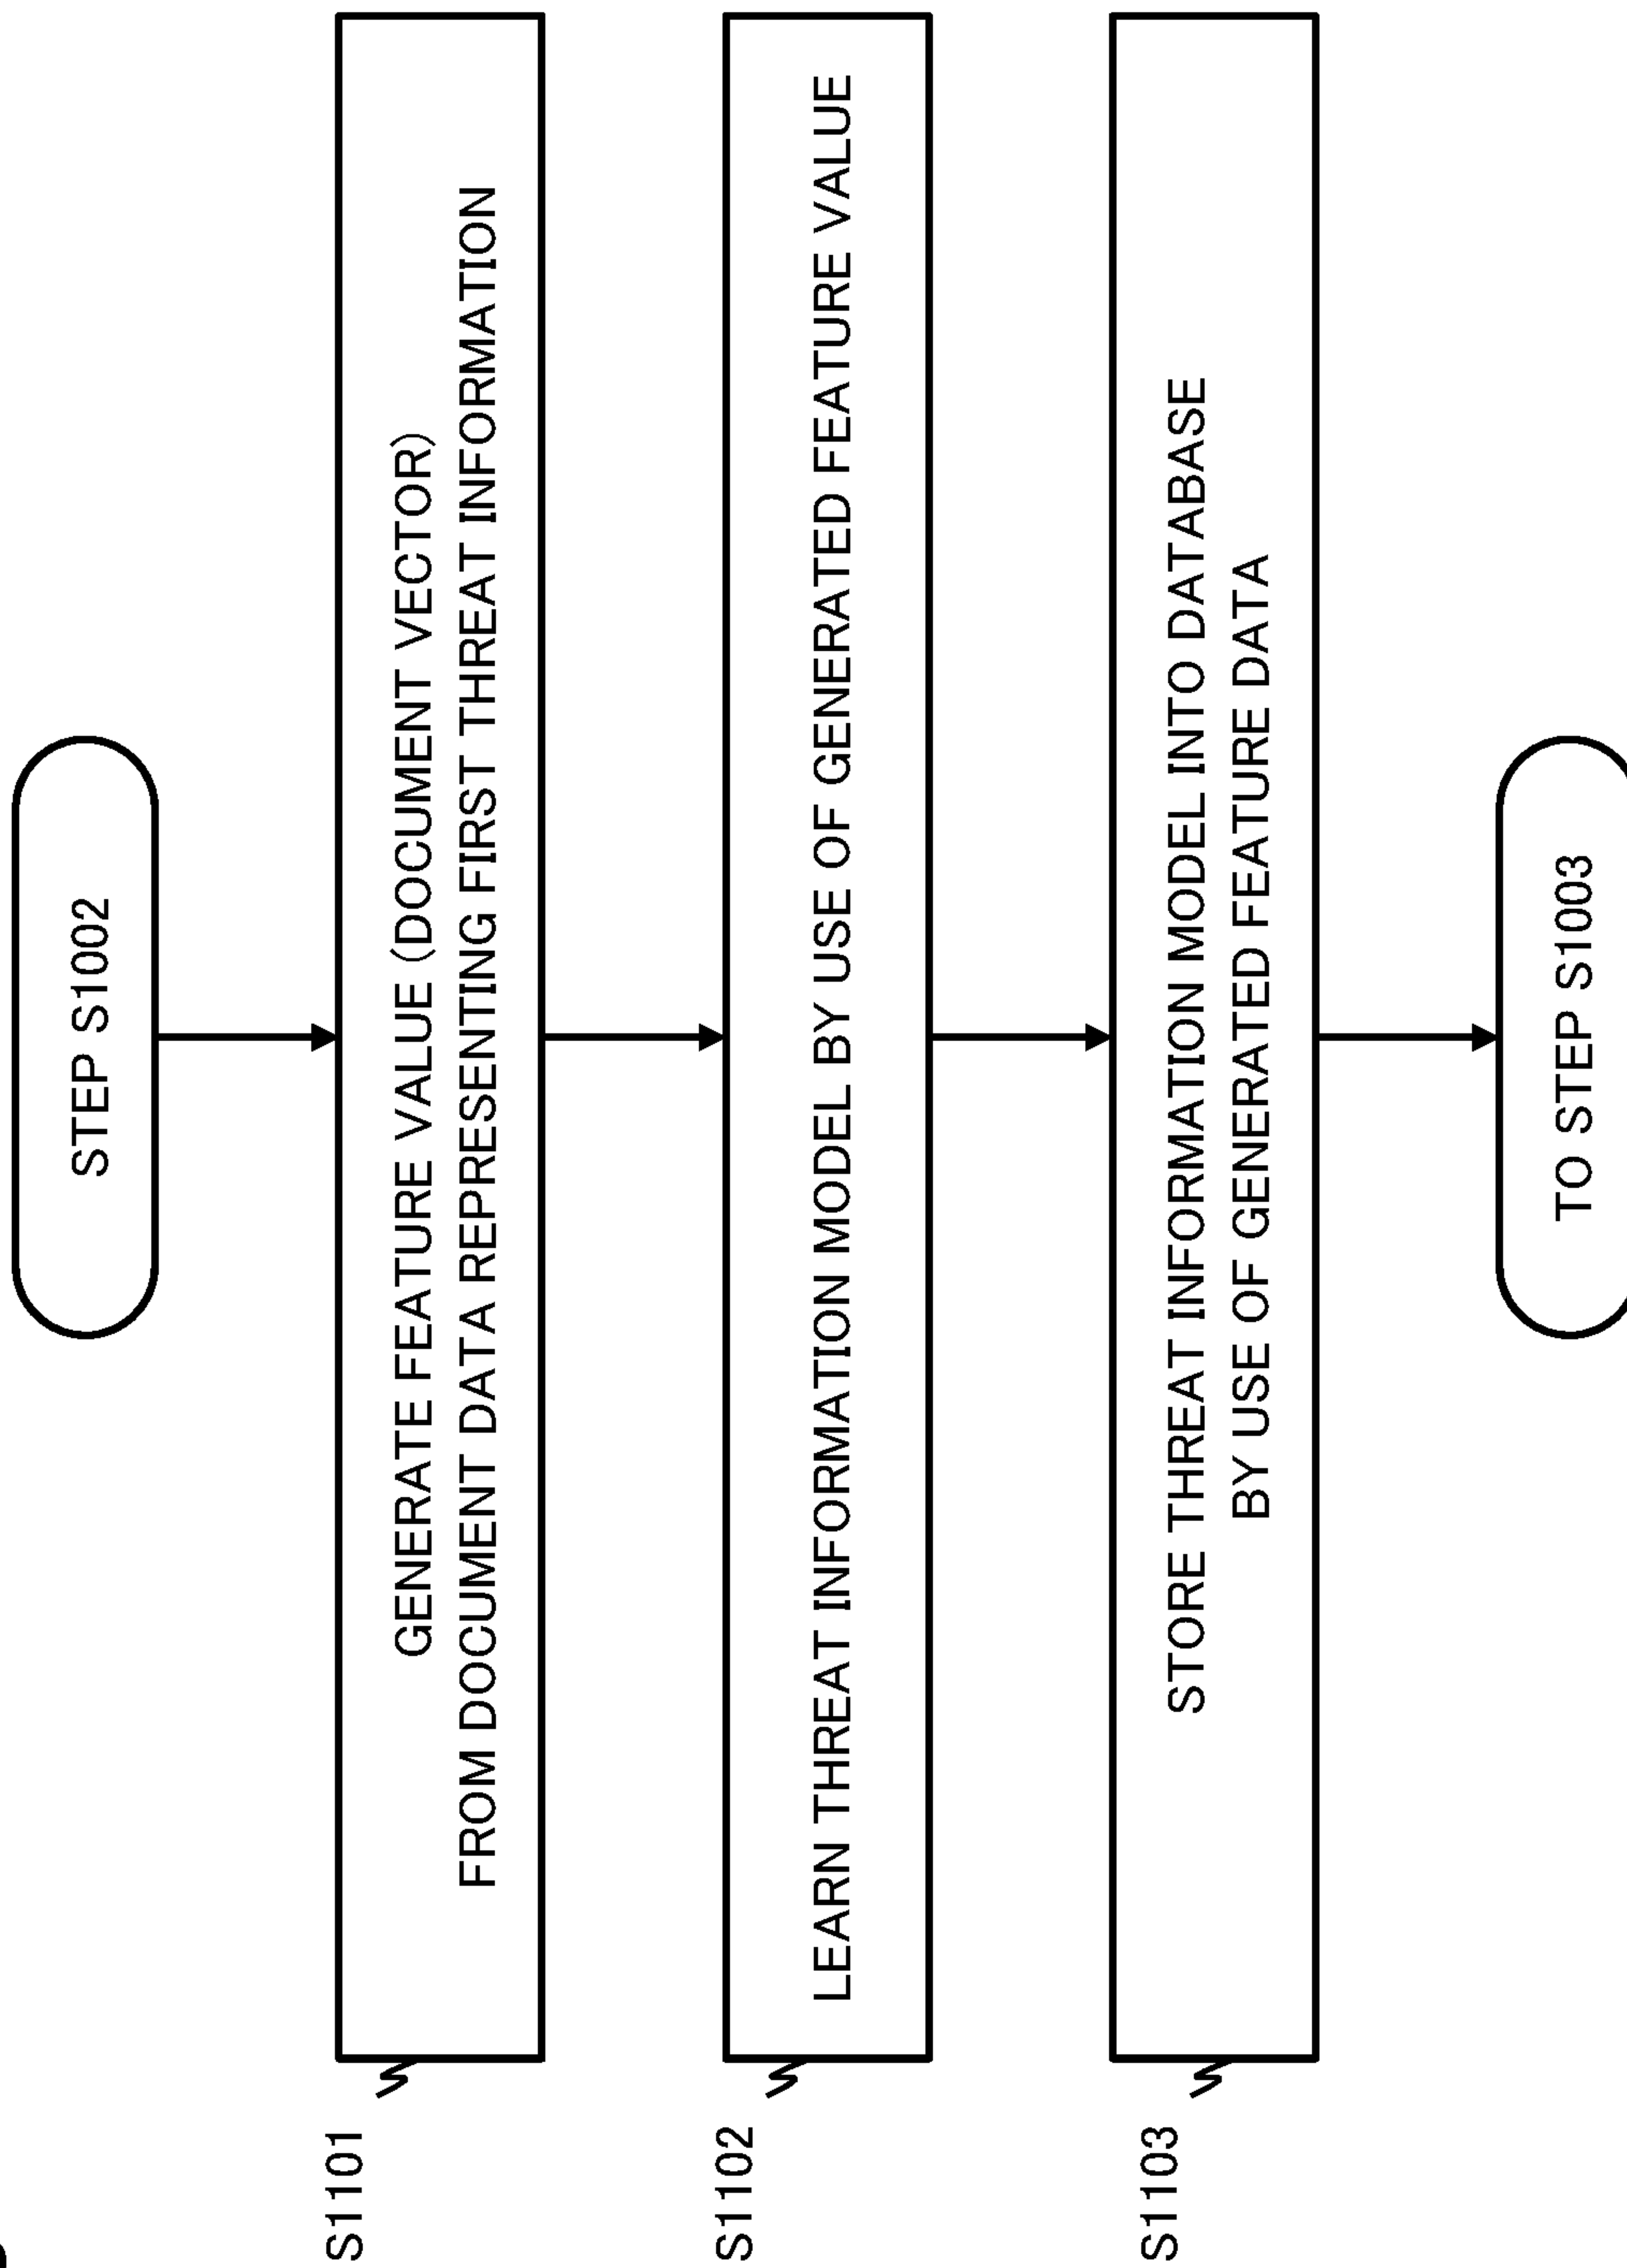 STEP S1002
S1101
GENERATE FEATURE VALUE (DOCUMENT VECTOR)
FROM DOCUMENT DATA REPRESENTING FIRST THREAT INFORMATION
S1102
LEARN THREAT INFORMATION MODEL BY USE OF GENERATED FEATURE VALUE
S1103
STORE THREAT INFORMATION MODEL INTO DATABASE
BY USE OF GENERATED FEATURE DATA
TO STEP S1003